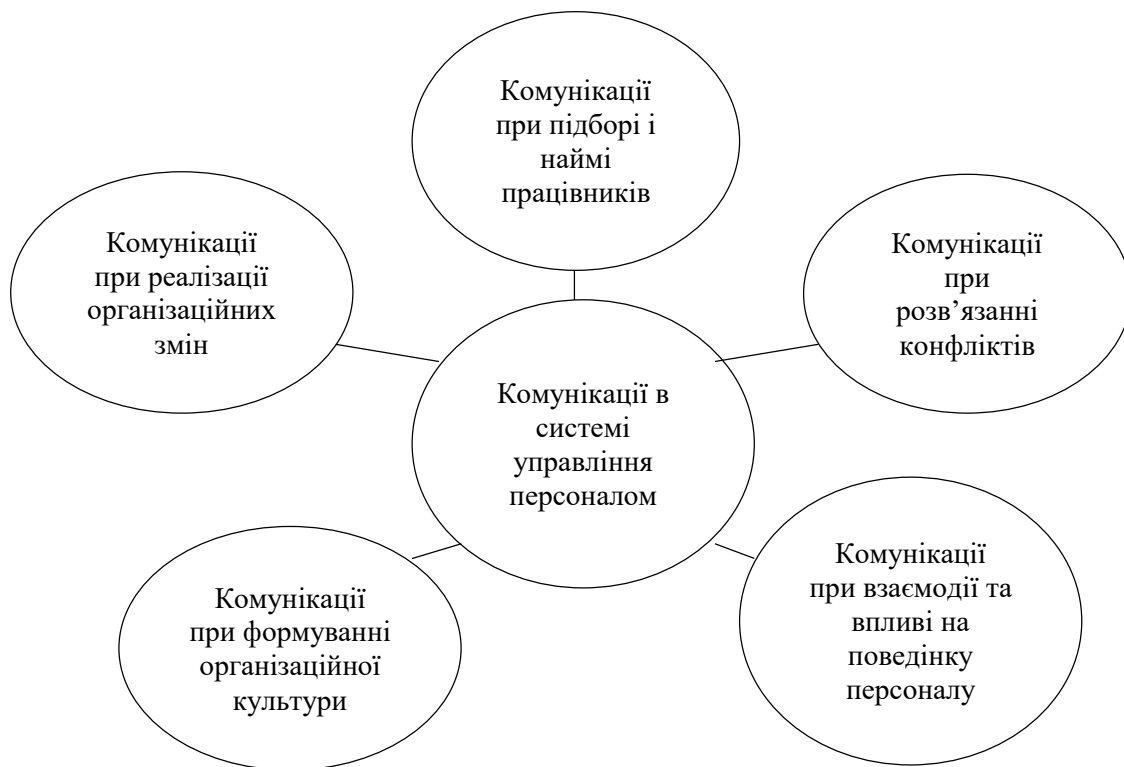 Комунікації
при підборі і
наймі
працівників
Комунікації
при реалізації
організаційних
змін
Комунікації
при
розв’язанні
конфліктів
Комунікації в
системі
управління
персоналом
Комунікації
при формуванні
організаційної
культури
Комунікації
при взаємодії та
впливі на
поведінку
персоналу